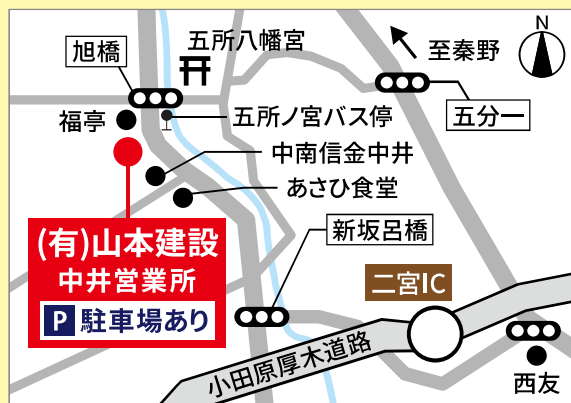 五所八幡宮
N
旭橋
至秦野
福亭
五所ノ宮バス停
五分一
中南信金中井
あさひ食堂
新坂呂橋
(有)山本建設
中井営業所
P 駐車場あり
二宮IC
小田原厚木道路
西友